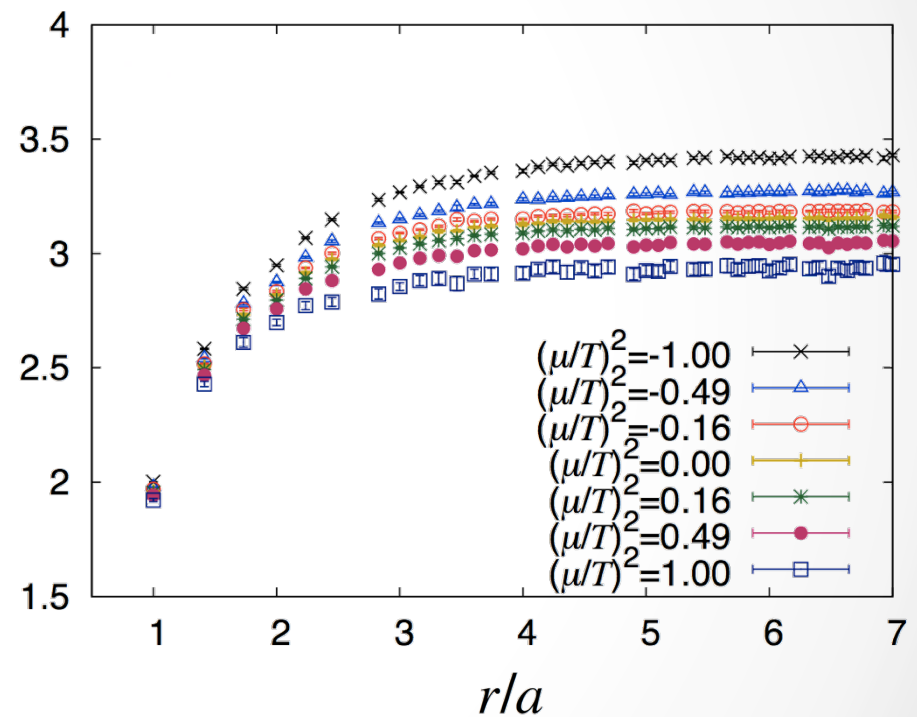 4
3.5
3
2.5
2
1.5
(μ/T)²=-1.00
(μ/T)²=-0.49
(μ/T)²=-0.16
(μ/T)²=0.00
(μ/T)²=0.16
(μ/T)²=0.49
(μ/T)²=1.00
1 2 3 4 5 6 7
r/a